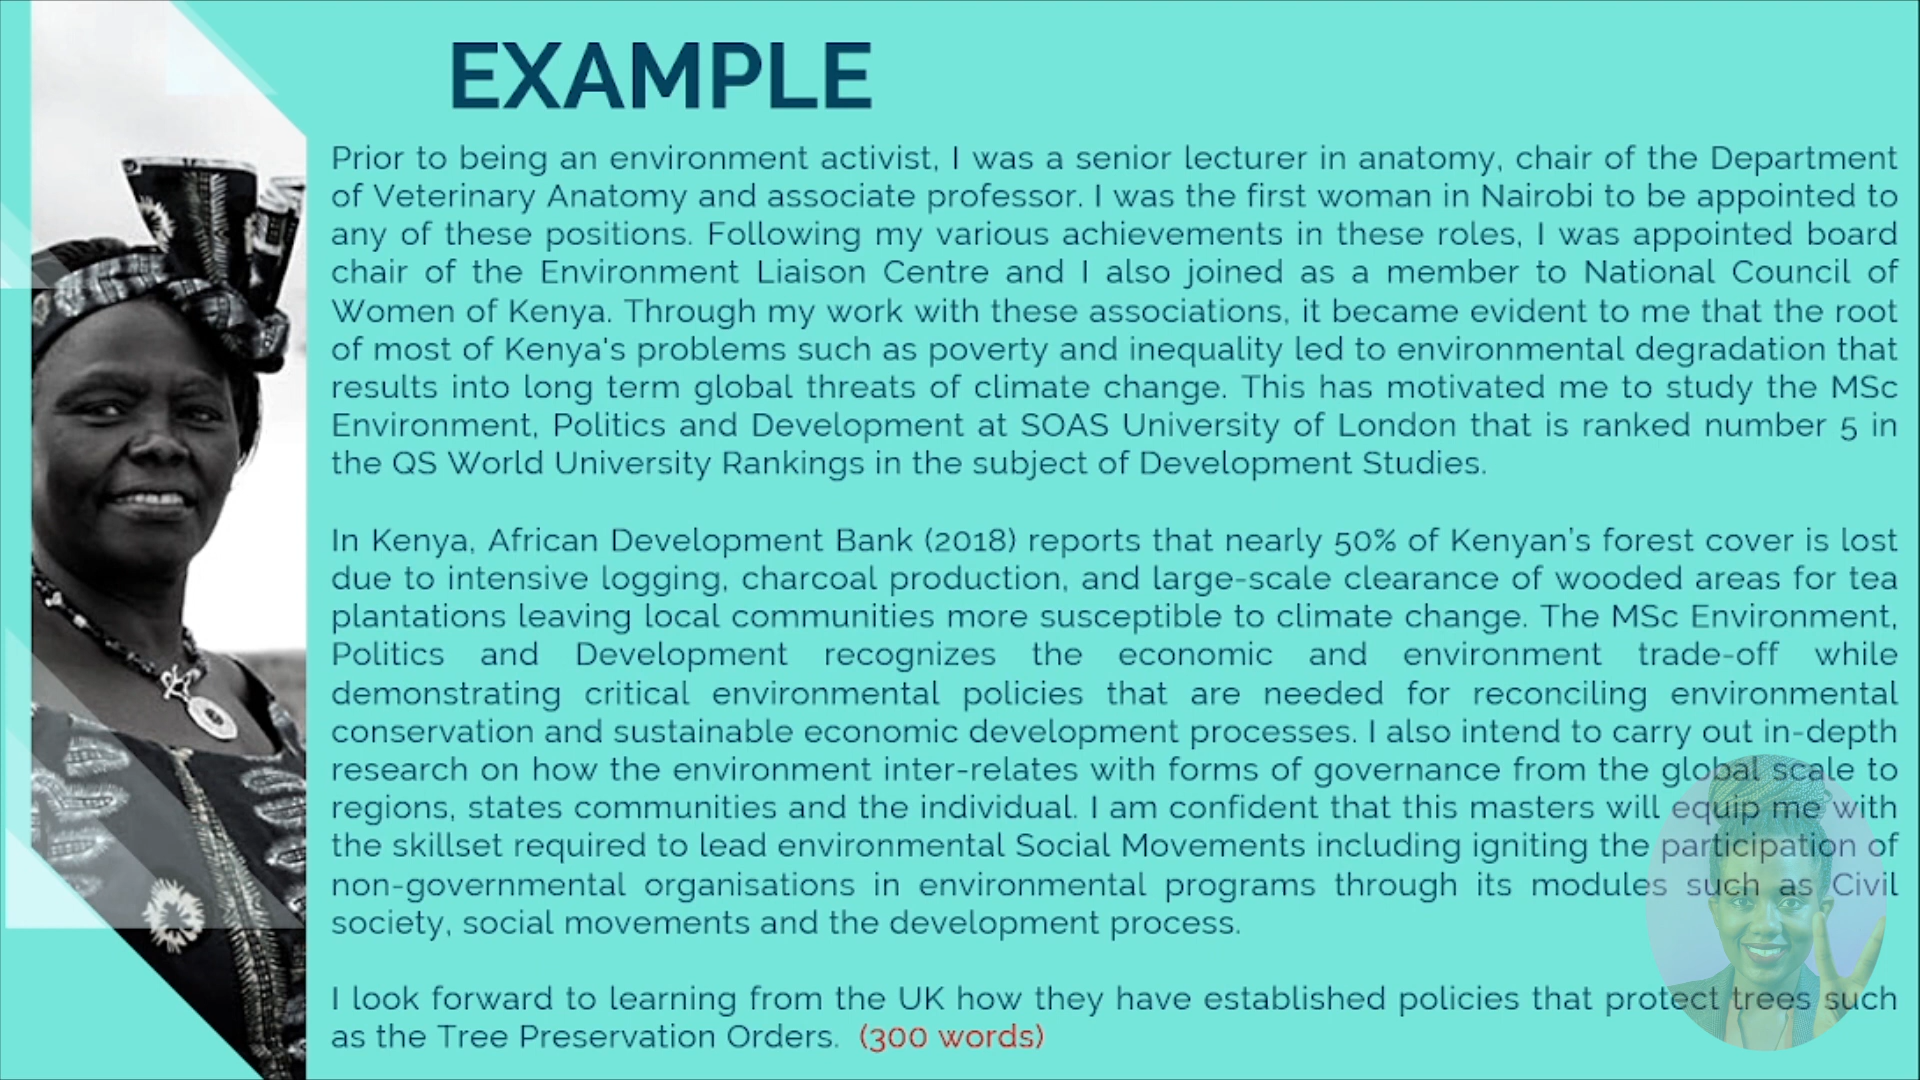 EXAMPLE
Prior to being an environment activist, I was a senior lecturer in anatomy, chair of the Department
of Veterinary Anatomy and associate professor. I was the first woman in Nairobi to be appointed to
any of these positions. Following my various achievements in these roles, I was appointed board
chair of the Environment Liaison Centre and I also joined as a member to National Council of
Women of Kenya. Through my work with these associations, it became evident to me that the root
of most of Kenya's problems such as poverty and inequality led to environmental degradation that
results into long term global threats of climate change. This has motivated me to study the MSc
Environment, Politics and Development at SOAS University of London that is ranked number 5 in
the QS World University Rankings in the subject of Development Studies.
In Kenya, African Development Bank (2018) reports that nearly 50% of Kenyan’s forest cover is lost
due to intensive logging, charcoal production, and large-scale clearance of wooded areas for tea
plantations leaving local communities more susceptible to climate change. The MSc Environment,
Politics and Development recognizes the economic and environment trade-off while
demonstrating critical environmental policies that are needed for reconciling environmental
conservation and sustainable economic development processes. I also intend to carry out in-depth
research on how the environment inter-relates with forms of governance from the global scale to
regions, states communities and the individual. I am confident that this masters will equip me with
the skillset required to lead environmental Social Movements including igniting the participation of
non-governmental organisations in environmental programs through its modules such as Civil
society, social movements and the development process.
I look forward to learning from the UK how they have established policies that protect trees such
as the Tree Preservation Orders. (300 words)